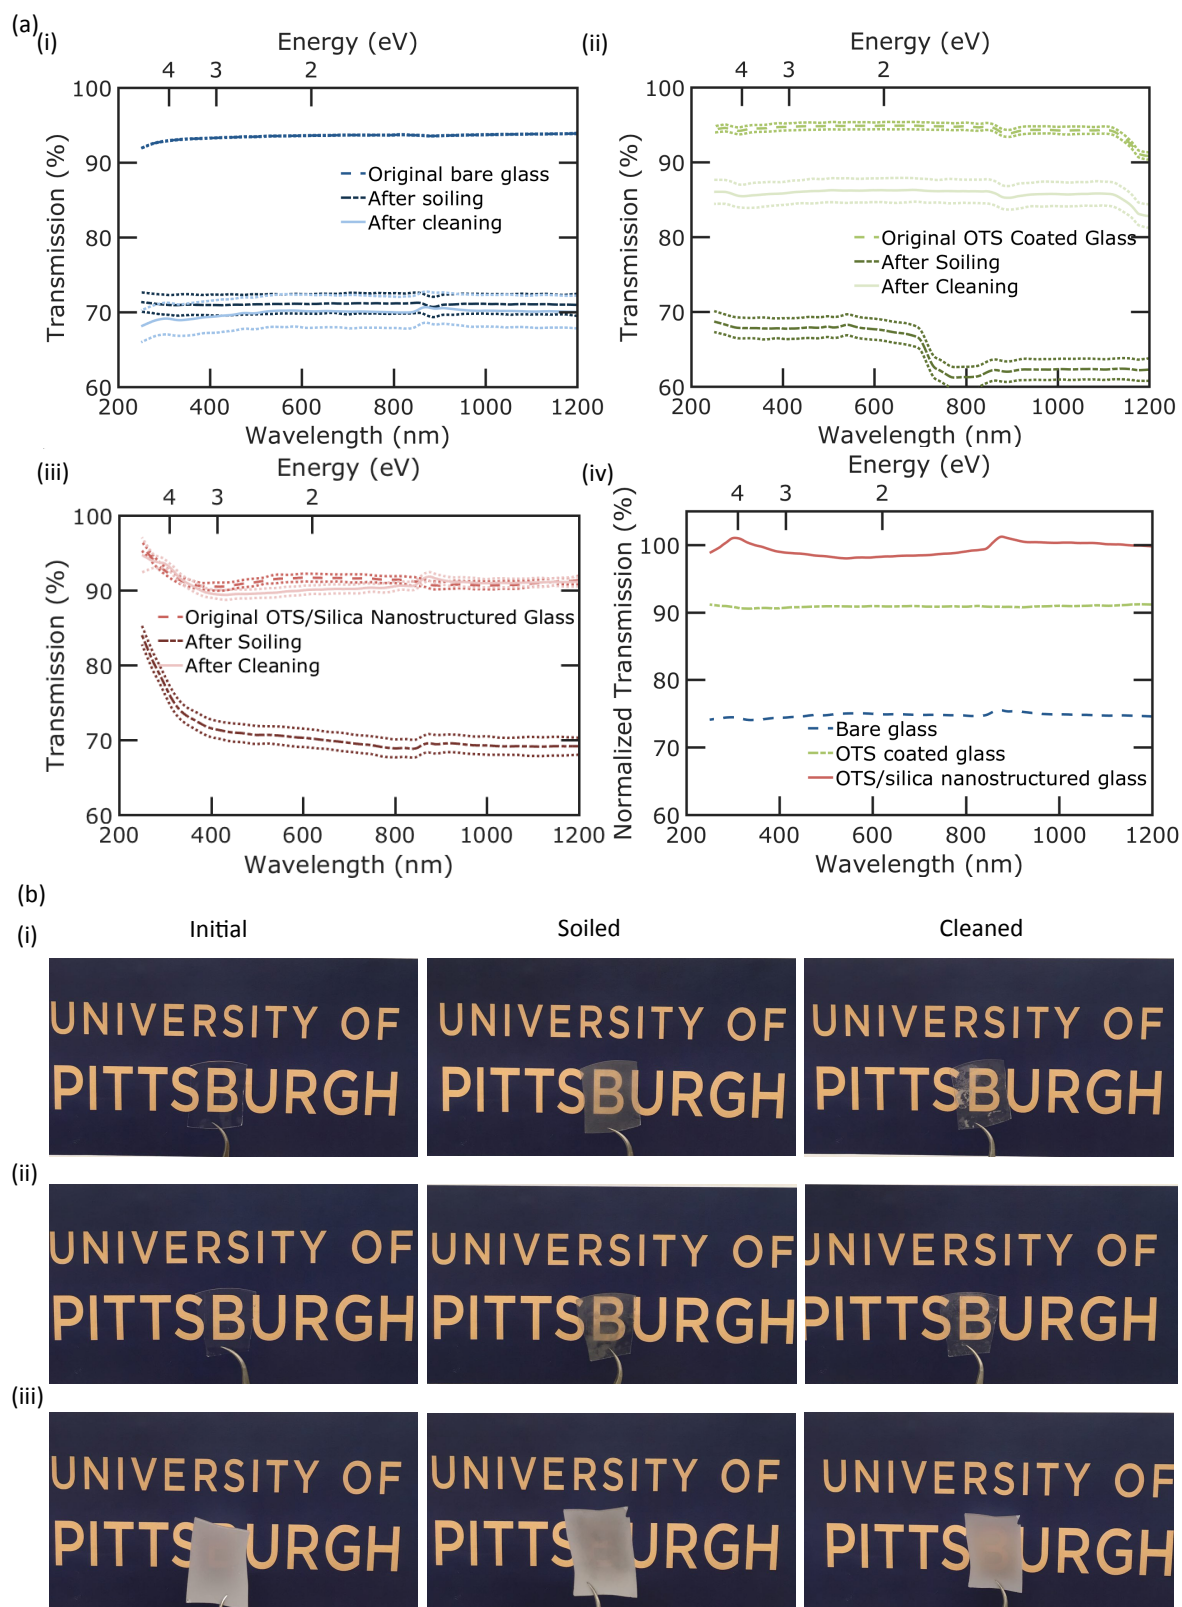 (a)
(i)
Energy (eV)
4 3 2
Transmission (%)
100
90
80
70
60
Original bare glass
After soiling
After cleaning
200 400 600 800 1000 1200
Wavelength (nm)
(ii)
Energy (eV)
4 3 2
Transmission (%)
100
90
80
70
60
Original OTS Coated Glass
After Soiling
After Cleaning
200 400 600 800 1000 1200
Wavelength (nm)
(iii)
Energy (eV)
4 3 2
Transmission (%)
100
90
80
70
60
Original OTS/Silica Nanostructured Glass
After Soiling
After Cleaning
200 400 600 800 1000 1200
Wavelength (nm)
(iv)
Energy (eV)
4 3 2
Normalized Transmission (%)
100
90
80
70
60
Bare glass
OTS coated glass
OTS/silica nanostructured glass
200 400 600 800 1000 1200
Wavelength (nm)
(b)
Initial Soiled Cleaned
(i)
UNIVERSITY OF
PITTSBURGH
UNIVERSITY OF
PITTSBURGH
UNIVERSITY OF
PITTSBURGH
(ii)
UNIVERSITY OF
PITTSBURGH
UNIVERSITY OF
PITTSBURGH
UNIVERSITY OF
PITTSBURGH
(iii)
UNIVERSITY OF
PITTS URGH
UNIVERSITY OF
PITTS URGH
UNIVERSITY OF
PITTS URGH